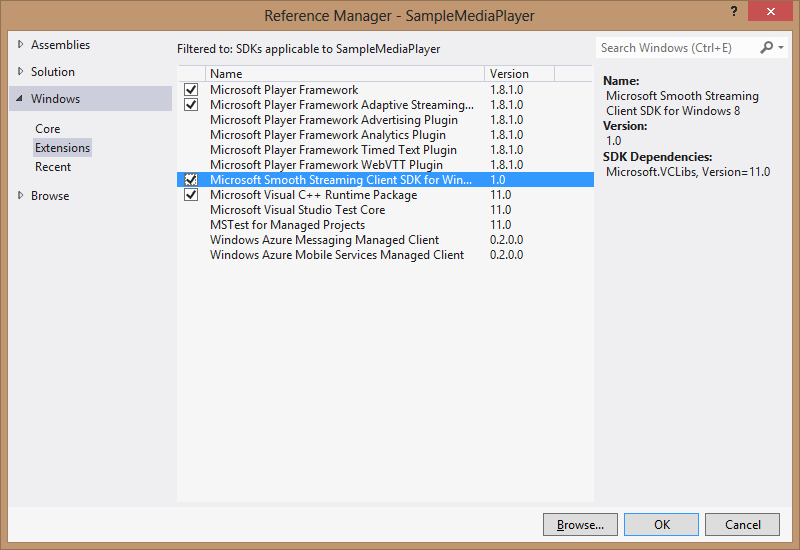 Reference Manager - SampleMediaPlayer
?
Assemblies
Solution
Windows
Core
Extensions
Recent
Browse
Filtered to: SDKs applicable to SampleMediaPlayer
Name Version
Microsoft Player Framework 1.8.1.0
Microsoft Player Framework Adaptive Streaming... 1.8.1.0
Microsoft Player Framework Advertising Plugin 1.8.1.0
Microsoft Player Framework Analytics Plugin 1.8.1.0
Microsoft Player Framework Timed Text Plugin 1.8.1.0
Microsoft Player Framework WebVTT Plugin 1.8.1.0
Microsoft Smooth Streaming Client SDK for Win... 1.0
Microsoft Visual C++ Runtime Package 11.0
Microsoft Visual Studio Test Core 11.0
MSTest for Managed Projects 11.0
Windows Azure Messaging Managed Client 0.2.0.0
Windows Azure Mobile Services Managed Client 0.2.0.0
Search Windows (Ctrl+E)
Name:
Microsoft Smooth Streaming
Client SDK for Windows 8
Version:
1.0
SDK Dependencies:
Microsoft.VCLibs, Version=11.0
Browse... OK Cancel